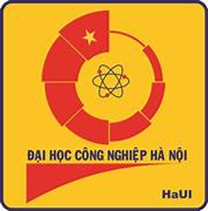 ĐẠI HỌC CÔNG NGHIỆP HÀ NỘI
HaUI